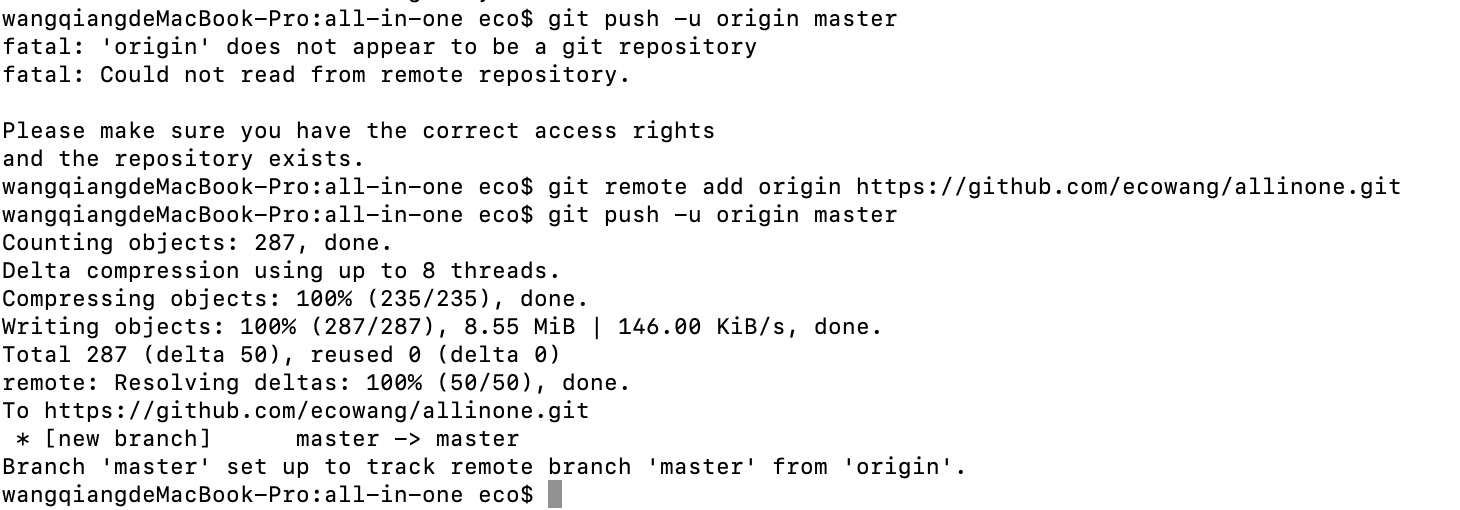 wangqiangdeMacBook-Pro:all-in-one eco$ git push -u origin master
fatal: 'origin' does not appear to be a git repository
fatal: Could not read from remote repository.

Please make sure you have the correct access rights
and the repository exists.
wangqiangdeMacBook-Pro:all-in-one eco$ git remote add origin https://github.com/ecowang/allinone.git
wangqiangdeMacBook-Pro:all-in-one eco$ git push -u origin master
Counting objects: 287, done.
Delta compression using up to 8 threads.
Compressing objects: 100% (235/235), done.
Writing objects: 100% (287/287), 8.55 MiB | 146.00 KiB/s, done.
Total 287 (delta 50), reused 0 (delta 0)
remote: Resolving deltas: 100% (50/50), done.
To https://github.com/ecowang/allinone.git
 * [new branch]      master -> master
Branch 'master' set up to track remote branch 'master' from 'origin'.
wangqiangdeMacBook-Pro:all-in-one eco$